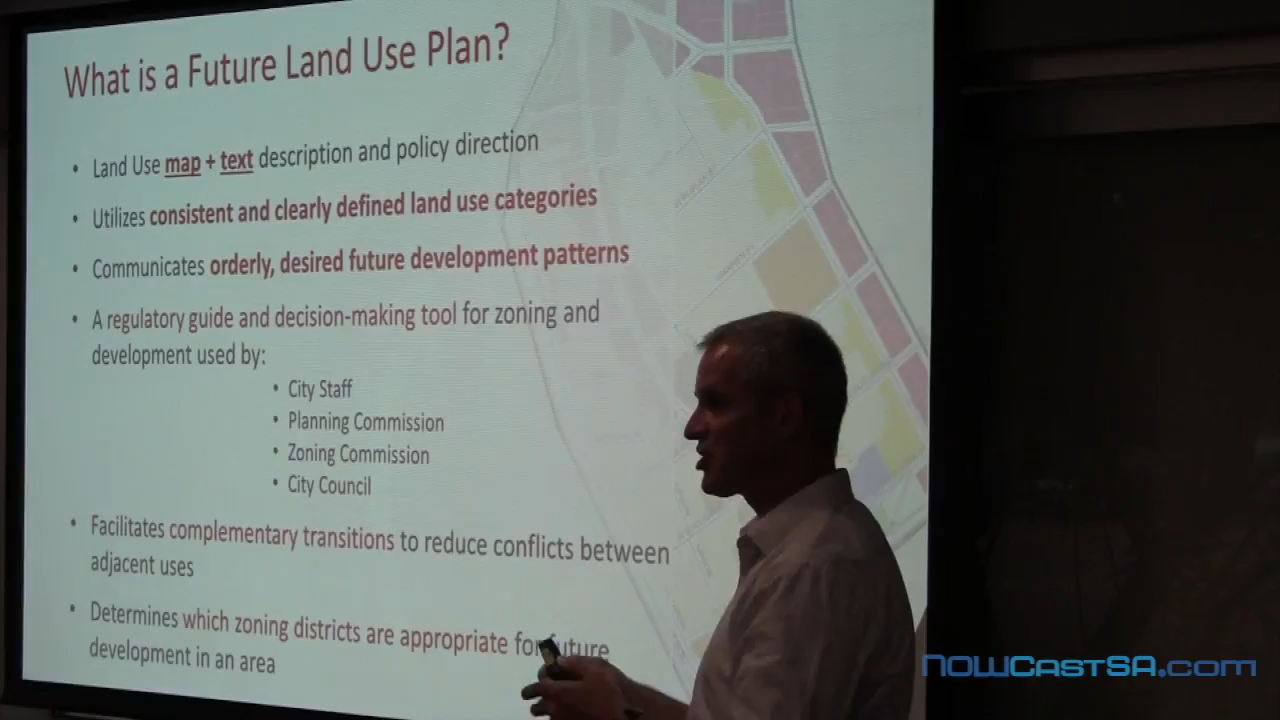 What is a Future Land Use Plan?
• Land Use map + text description and policy direction
• Utilizes consistent and clearly defined land use categories
• Communicates orderly, desired future development patterns
• A regulatory guide and decision-making tool for zoning and
development used by:
• City Staff
• Planning Commission
• Zoning Commission
• City Council
• Facilitates complementary transitions to reduce conflicts between
adjacent uses
• Determines which zoning districts are appropriate for future
development in an area
NOWCastSA.com